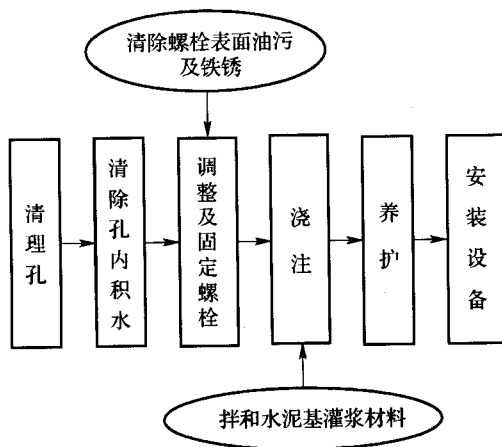 清除螺栓表面油污
及铁锈
清理孔
清除孔内积水
调整及固定螺栓
浇注
养护
安装设备
拌和水泥基灌浆材料